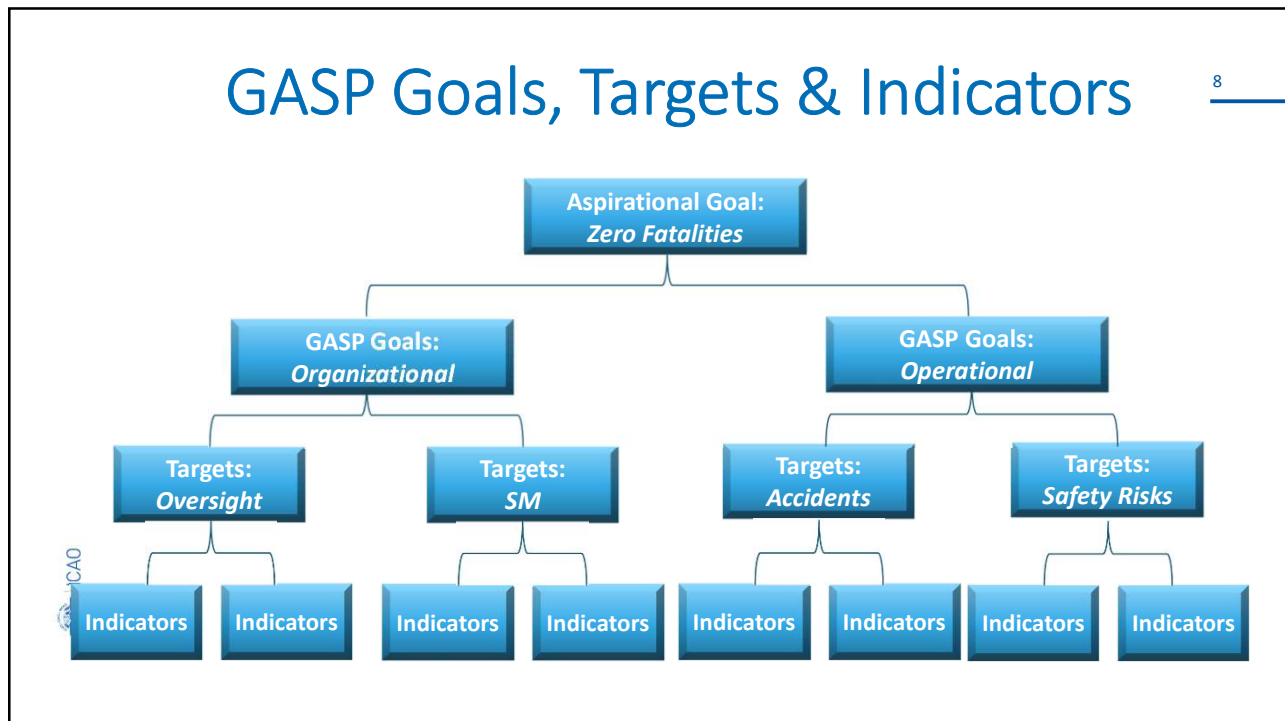 GASP Goals, Targets & Indicators
8
Aspirational Goal:
Zero Fatalities
GASP Goals:
Organizational
GASP Goals:
Operational
Targets:
Oversight
Targets:
SM
Targets:
Accidents
Targets:
Safety Risks
ICAO
Indicators
Indicators
Indicators
Indicators
Indicators
Indicators
Indicators
Indicators